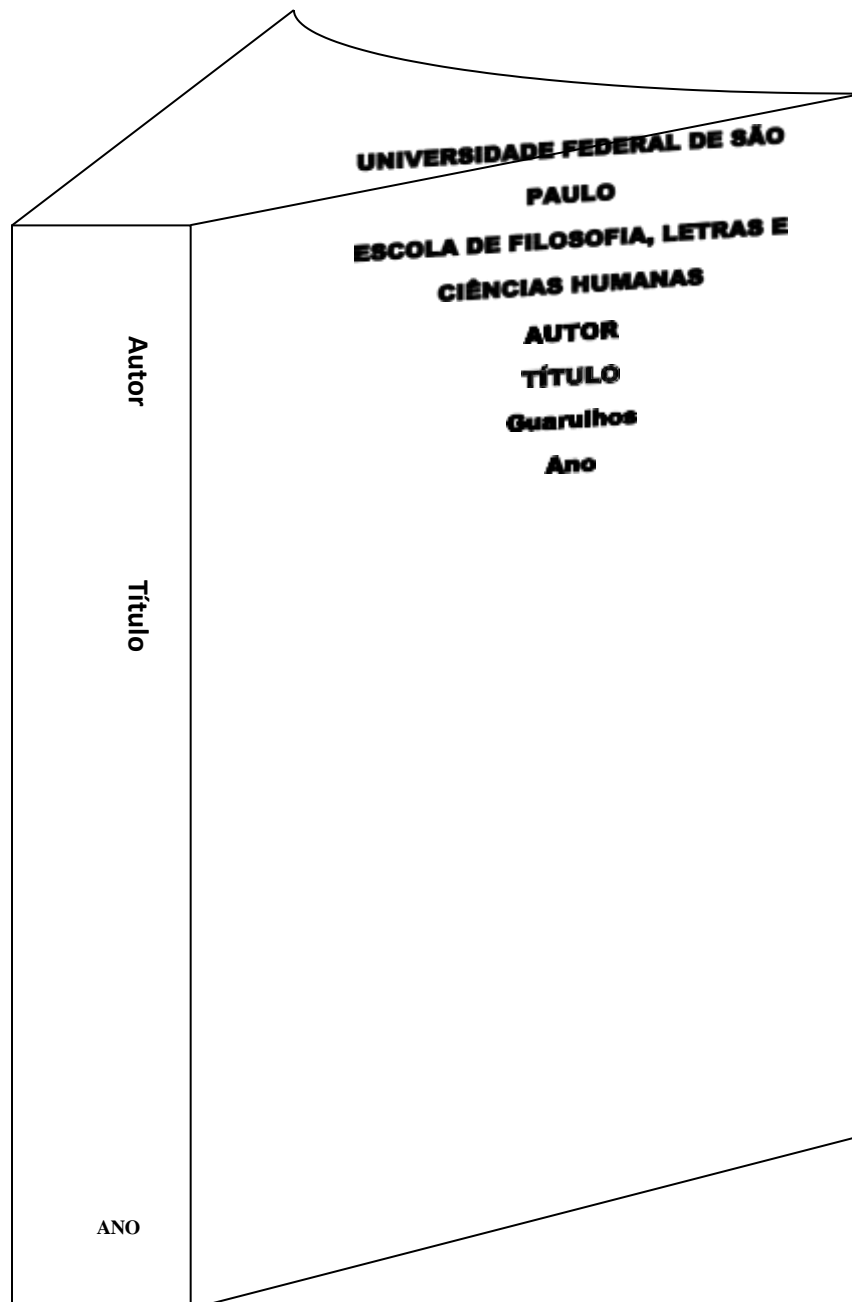 UNIVERSIDADE FEDERAL DE SÃO
PAULO
ESCOLA DE FILOSOFIA, LETRAS E
CIÊNCIAS HUMANAS
AUTOR
TÍTULO
Guarulhos
Ano
Autor
Título
ANO